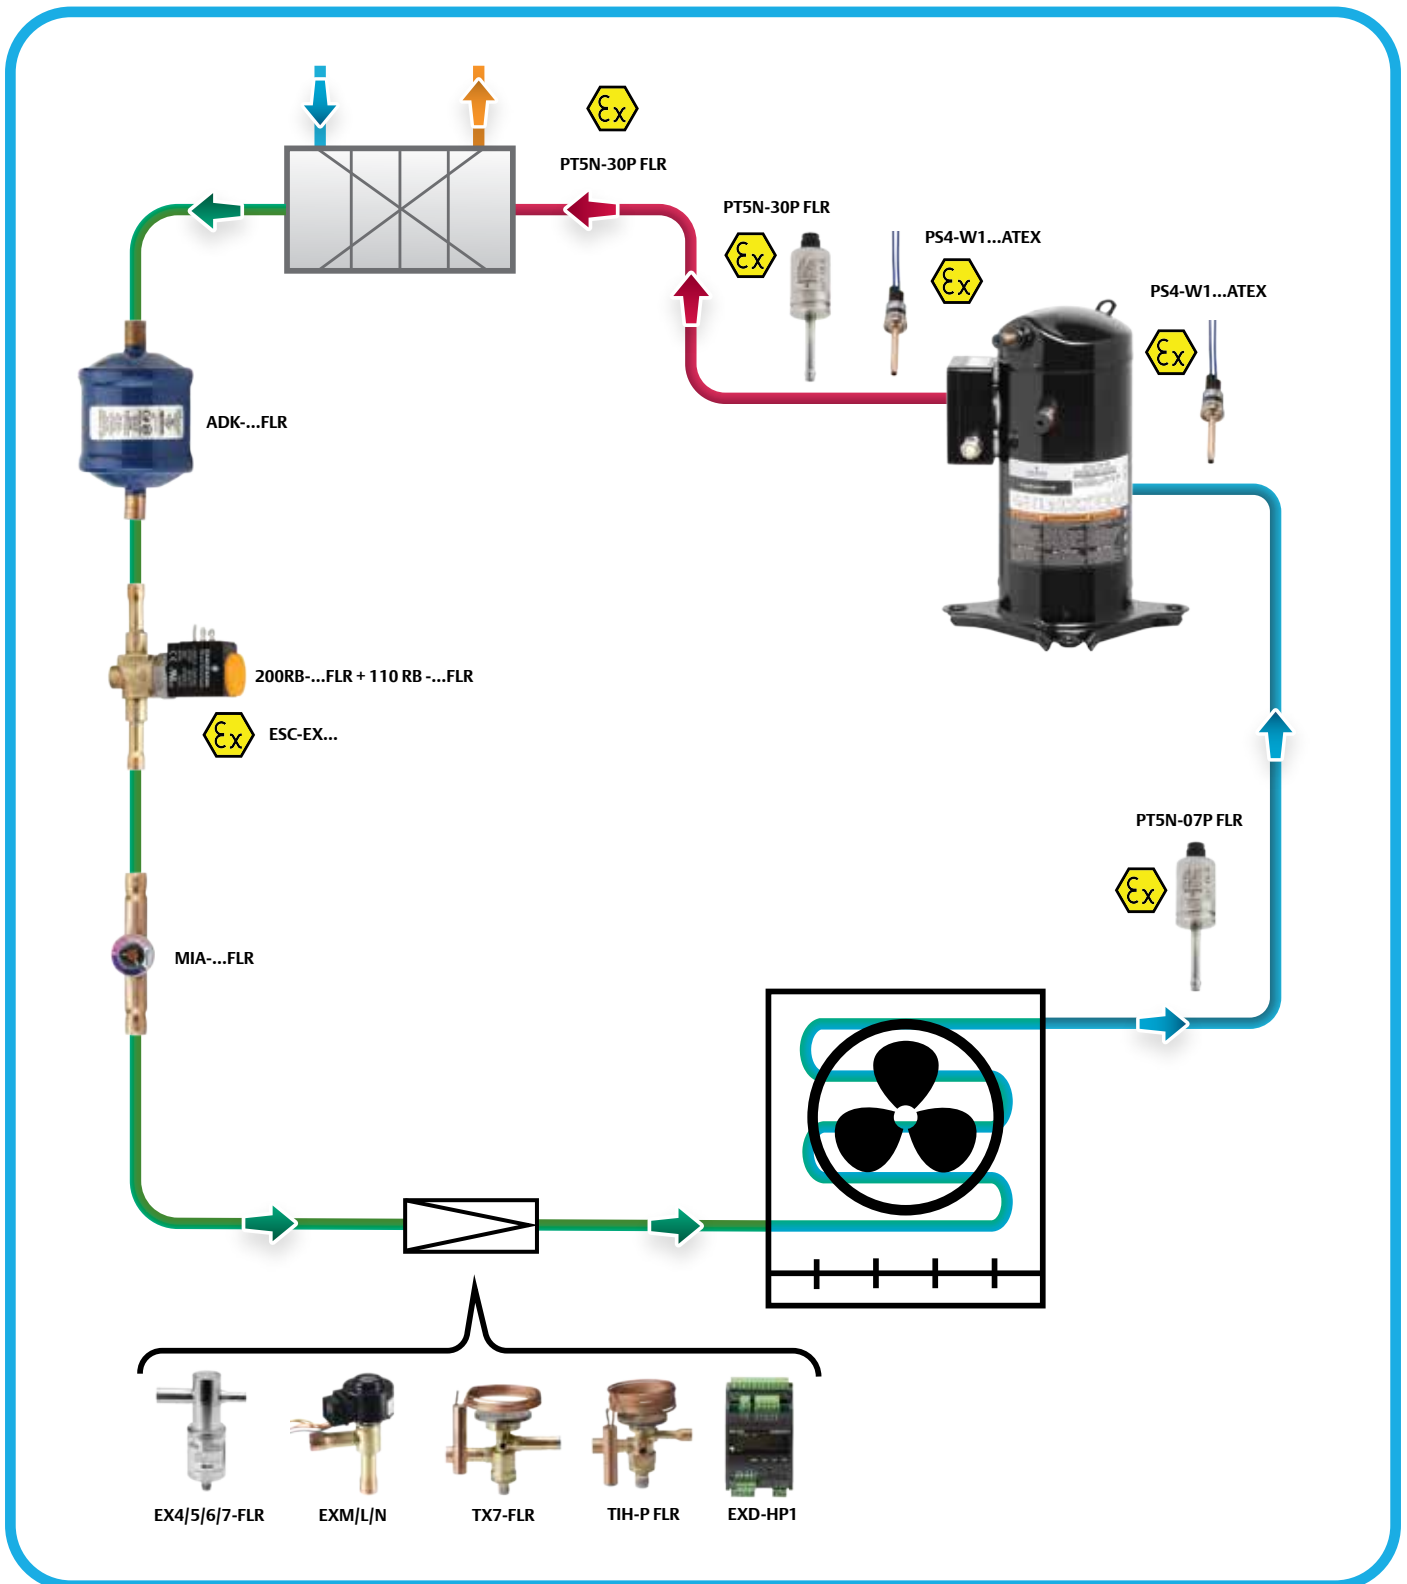 PT5N-30P FLR
PT5N-30P FLR
PS4-W1...ATEX
PS4-W1...ATEX
ADK-...FLR
200RB-...FLR + 110 RB -...FLR
ESC-EX...
PT5N-07P FLR
MIA-...FLR
EX4/5/6/7-FLR
EXM/L/N
TX7-FLR
TIH-P FLR
EXD-HP1